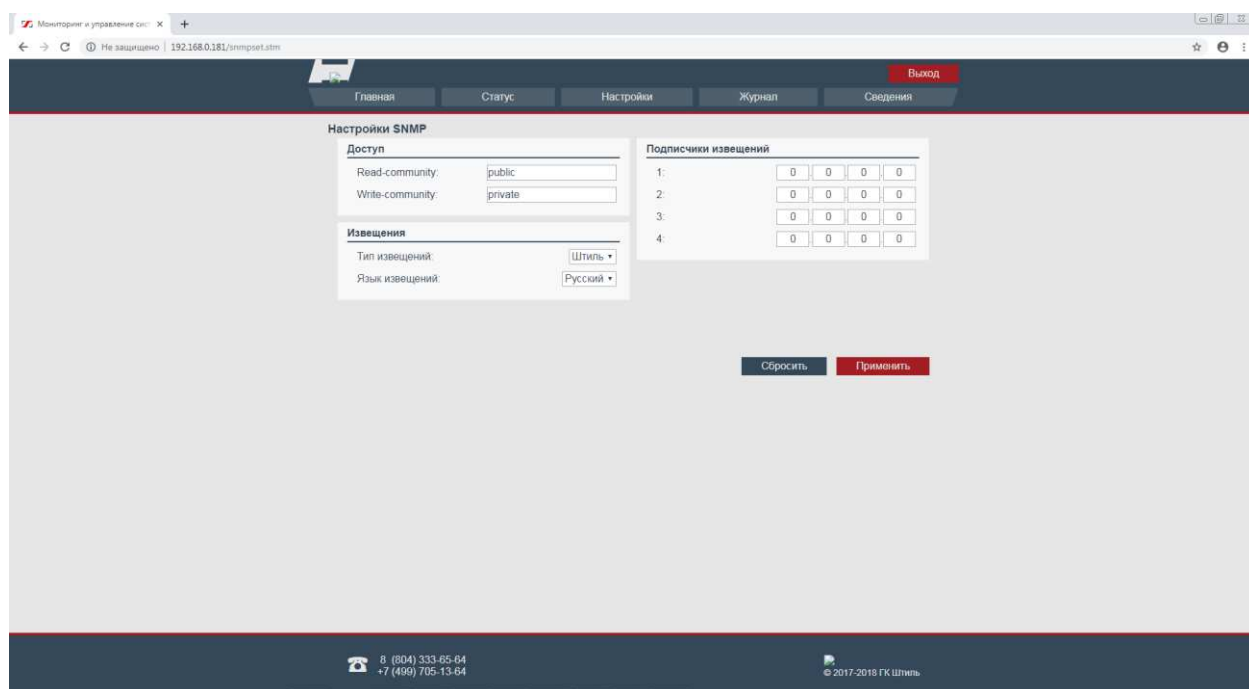 Мониторинг и управление сис
Не защищено 192.168.0.181/snmpset.stm
Выход
Главная Статус Настройки Журнал Сведения
Настройки SNMP
Доступ
Read-community: public
Write-community: private
Извещения
Тип извещений: Штиль
Язык извещений: Русский
Подписчики извещений
1: 0 . 0 . 0 . 0
2: 0 . 0 . 0 . 0
3: 0 . 0 . 0 . 0
4: 0 . 0 . 0 . 0
Сбросить Применить
8 (804) 333-65-64
+7 (499) 705-13-64
© 2017-2018 ГК Штиль